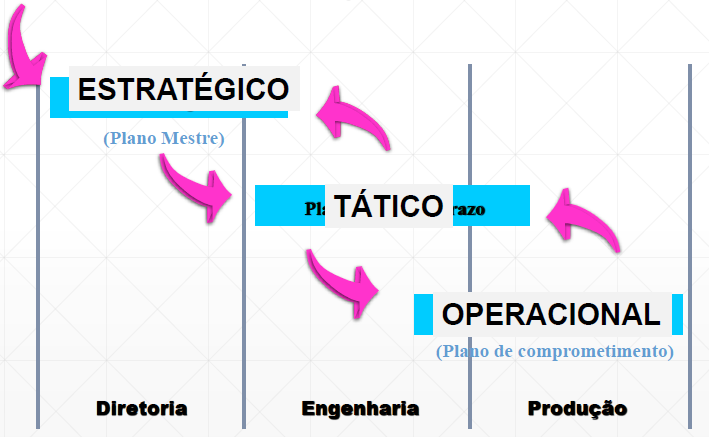 ESTRATÉGICO
(Plano Mestre)
TÁTICO
OPERACIONAL
(Plano de comprometimento)
Diretoria Engenharia Produção